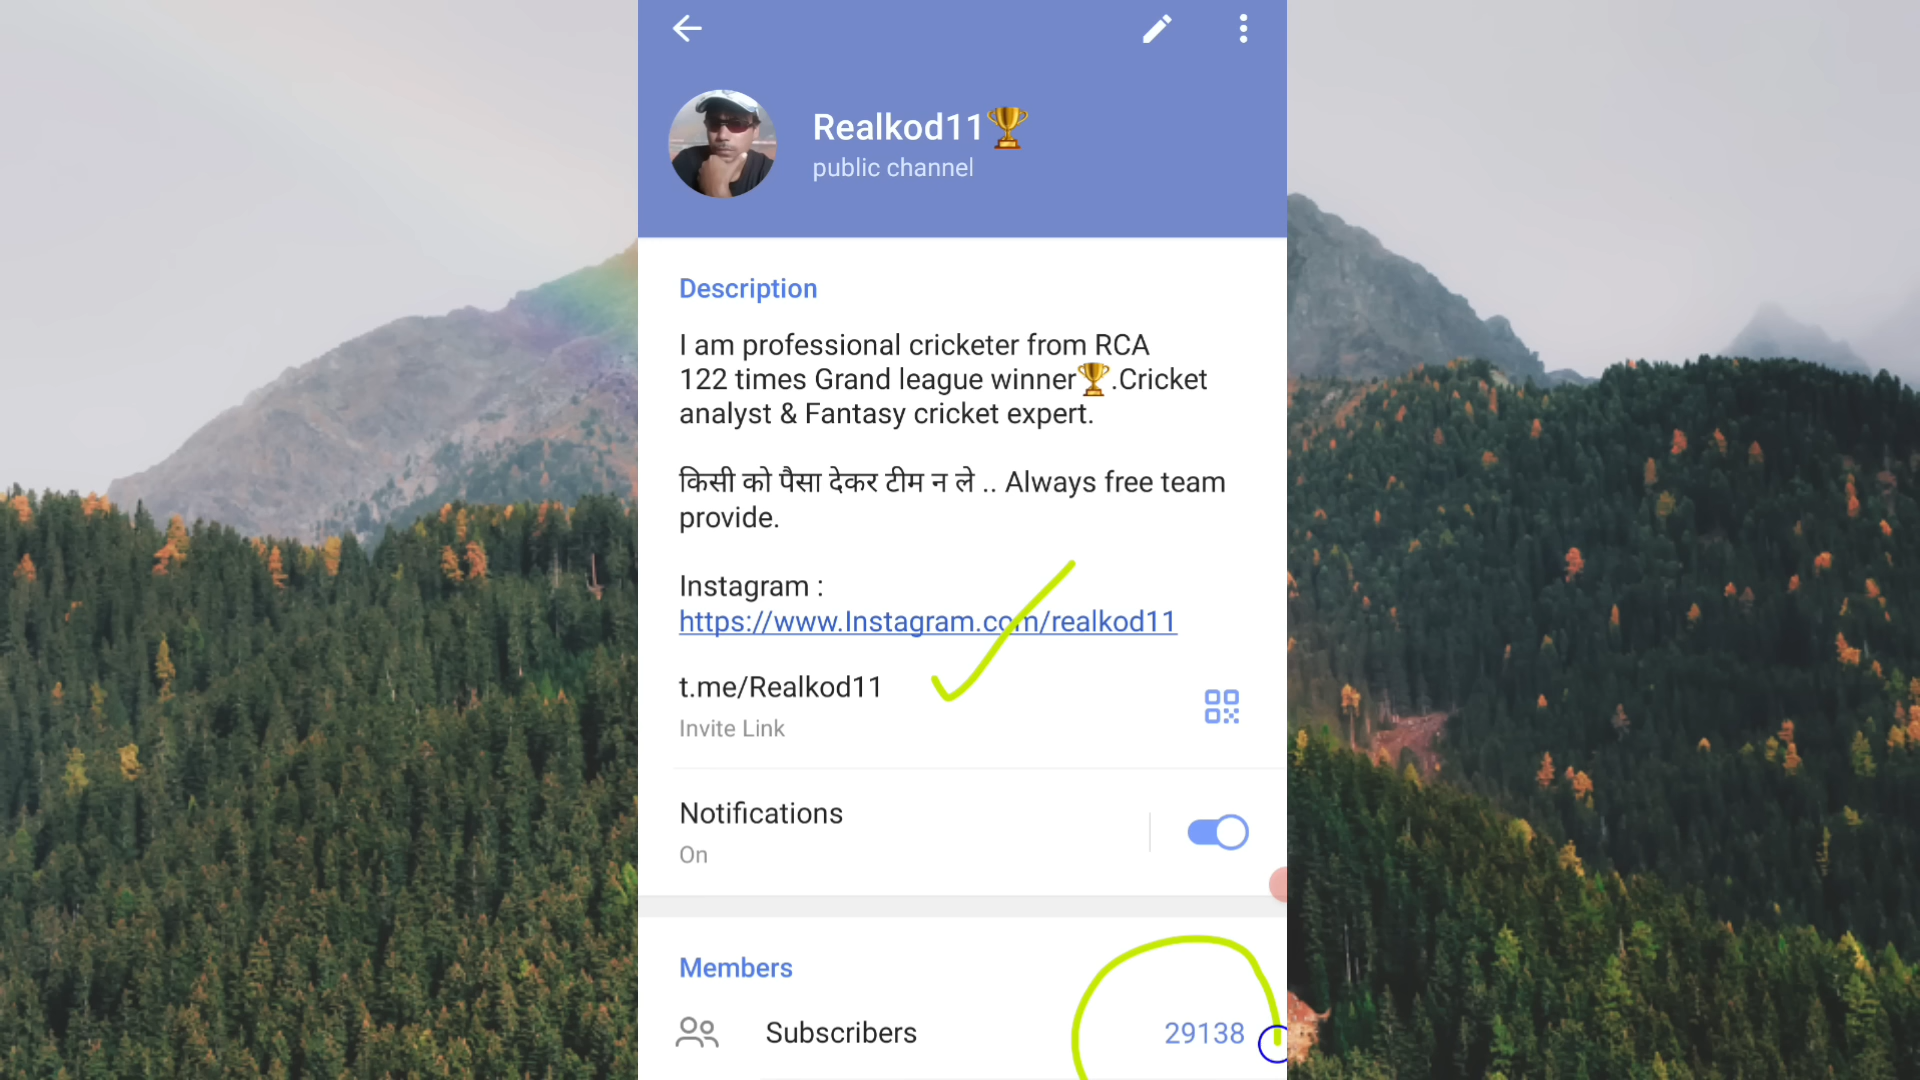 Realkod11🏆
public channel
Description
I am professional cricketer from RCA
122 times Grand league winner🏆.Cricket
analyst & Fantasy cricket expert.
किसी को पैसा देकर टीम न ले .. Always free team
provide.
Instagram :
https://www.Instagram.com/realkod11
t.me/Realkod11
Invite Link
Notifications
On
Members
Subscribers 29138